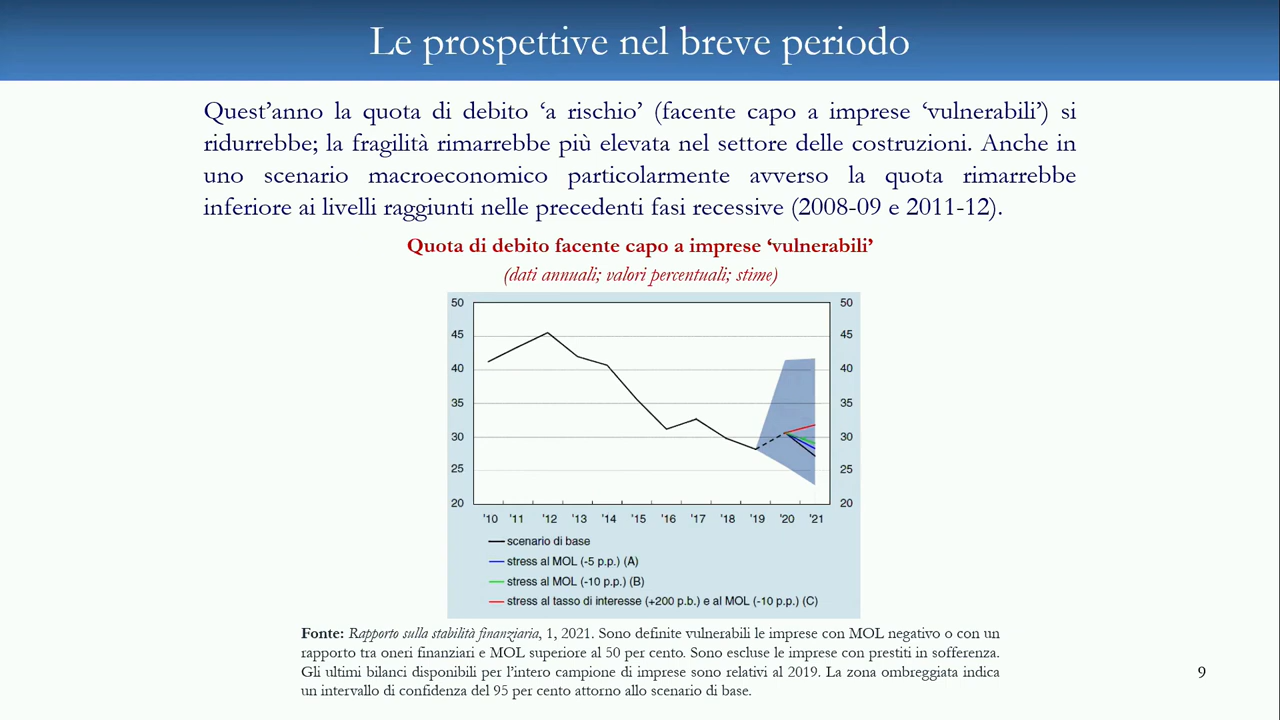 Le prospettive nel breve periodo
Quest’anno la quota di debito ‘a rischio’ (facente capo a imprese ‘vulnerabili’) si
ridurrebbe; la fragilità rimarrebbe più elevata nel settore delle costruzioni. Anche in
uno scenario macroeconomico particolarmente avverso la quota rimarrebbe
inferiore ai livelli raggiunti nelle precedenti fasi recessive (2008-09 e 2011-12).
Quota di debito facente capo a imprese ‘vulnerabili’
(dati annuali; valori percentuali; stime)
50 50
45 45
40 40
35 35
30 30
25 25
20 20
'10 '11 '12 '13 '14 '15 '16 '17 '18 '19 '20 '21
scenario di base
stress al MOL (-5 p.p.) (A)
stress al MOL (-10 p.p.) (B)
stress al tasso di interesse (+200 p.b.) e al MOL (-10 p.p.) (C)
Fonte: Rapporto sulla stabilità finanziaria, 1, 2021. Sono definite vulnerabili le imprese con MOL negativo o con un
rapporto tra oneri finanziari e MOL superiore al 50 per cento. Sono escluse le imprese con prestiti in sofferenza.
Gli ultimi bilanci disponibili per l’intero campione di imprese sono relativi al 2019. La zona ombreggiata indica
un intervallo di confidenza del 95 per cento attorno allo scenario di base.
9